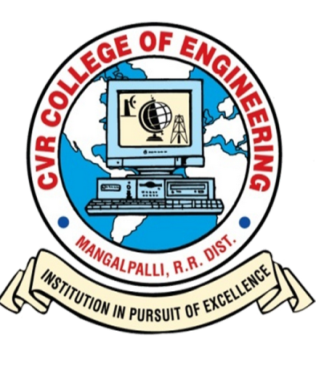 CVR COLLEGE OF ENGINEERING
MANGALPALLI, R.R. DIST.
INSTITUTION IN PURSUIT OF EXCELLENCE